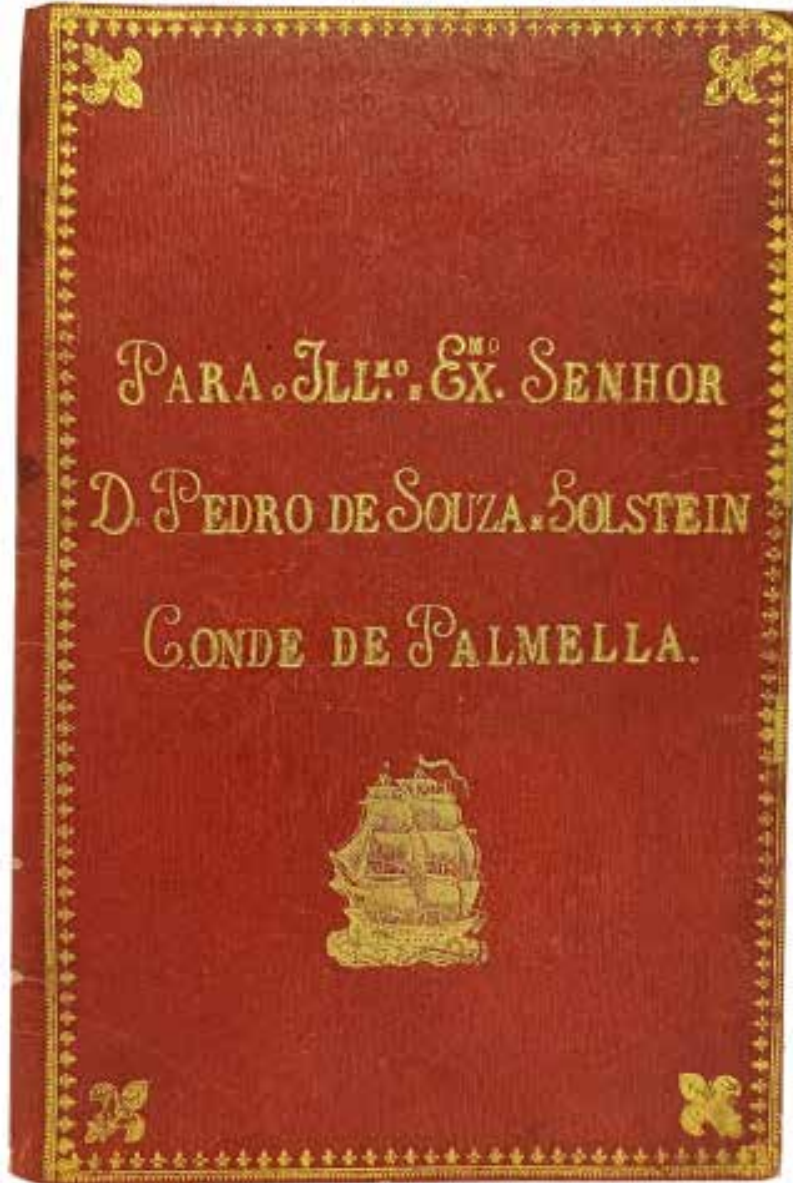 PARA o ILL.mo E EX.MO SENHOR
D. PEDRO DE SOUZA E HOLSTEIN
CONDE DE PALMELLA.